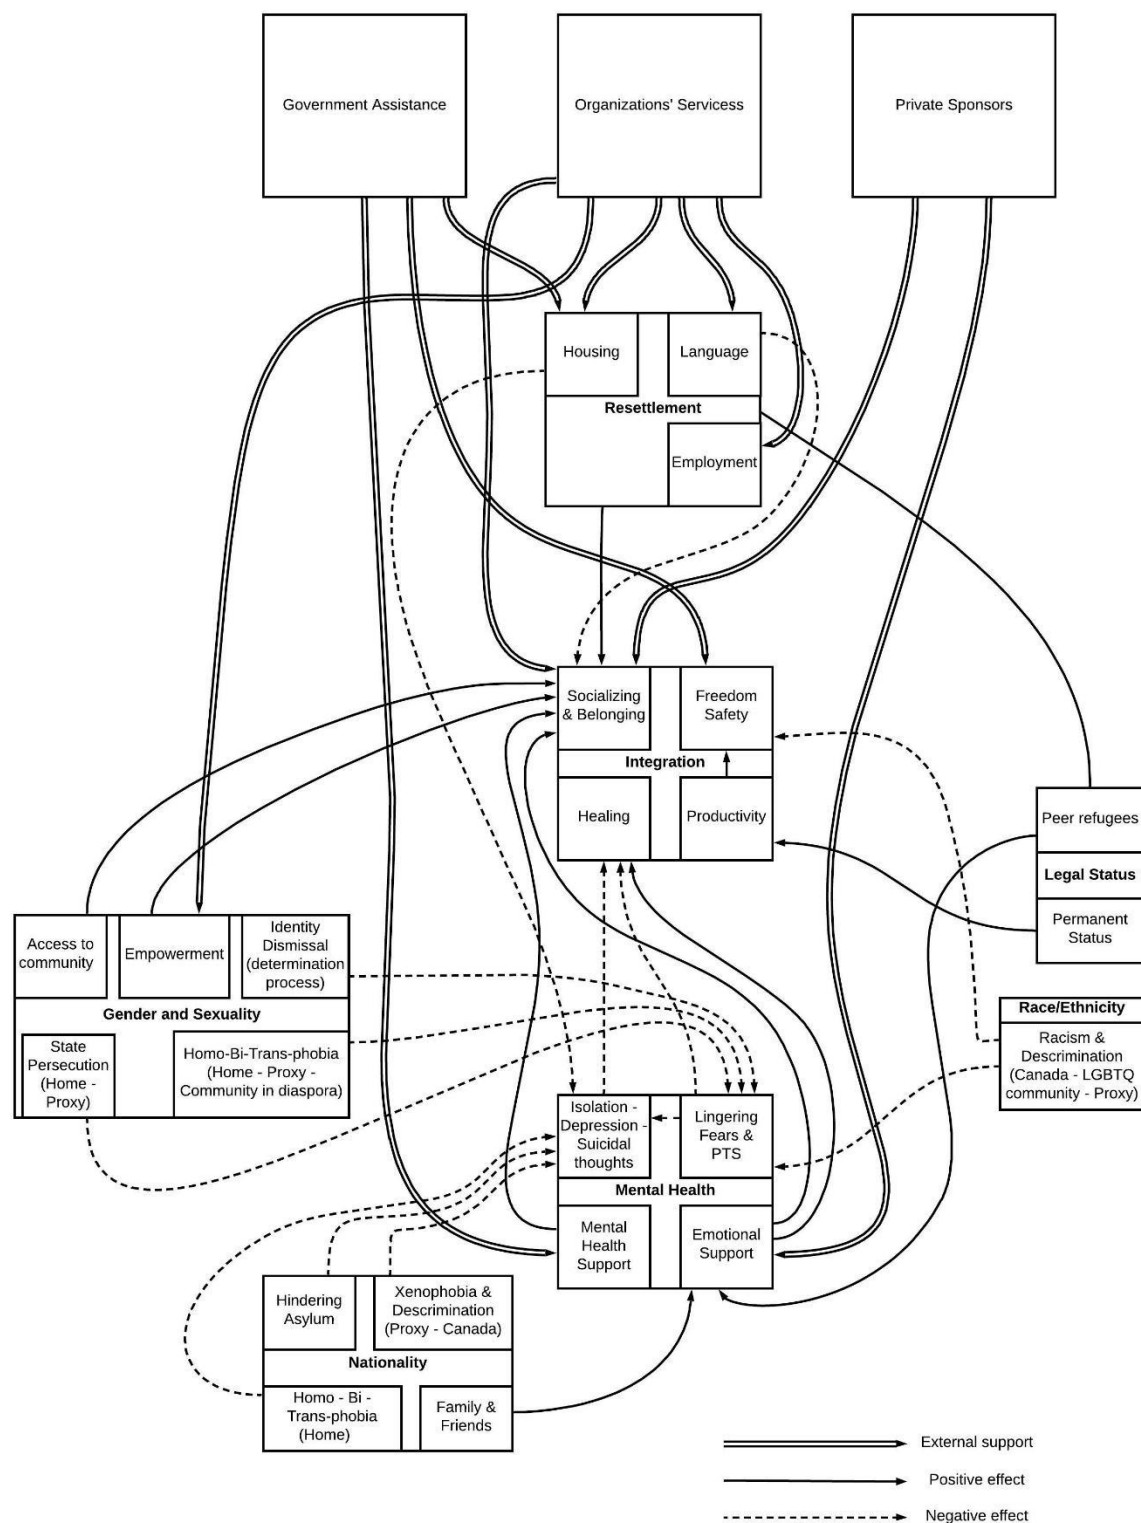 Government Assistance
Organizations' Servicess
Private Sponsors
Housing
Language
Resettlement
Employment
Socializing
& Belonging
Freedom
Safety
Integration
Healing
Productivity
Peer refugees
Legal Status
Permanent
Status
Access to
community
Empowerment
Identity
Dismissal
(determination
process)
Gender and Sexuality
State
Persecution
(Home -
Proxy)
Homo-Bi-Trans-phobia
(Home - Proxy -
Community in diaspora)
Race/Ethnicity
Racism &
Descrimination
(Canada - LGBTQ
community - Proxy)
Isolation -
Depression -
Suicidal
thoughts
Lingering
Fears &
PTS
Mental Health
Mental
Health
Support
Emotional
Support
Hindering
Asylum
Xenophobia &
Descrimination
(Proxy - Canada)
Nationality
Homo - Bi -
Trans-phobia
(Home)
Family &
Friends
External support
Positive effect
Negative effect